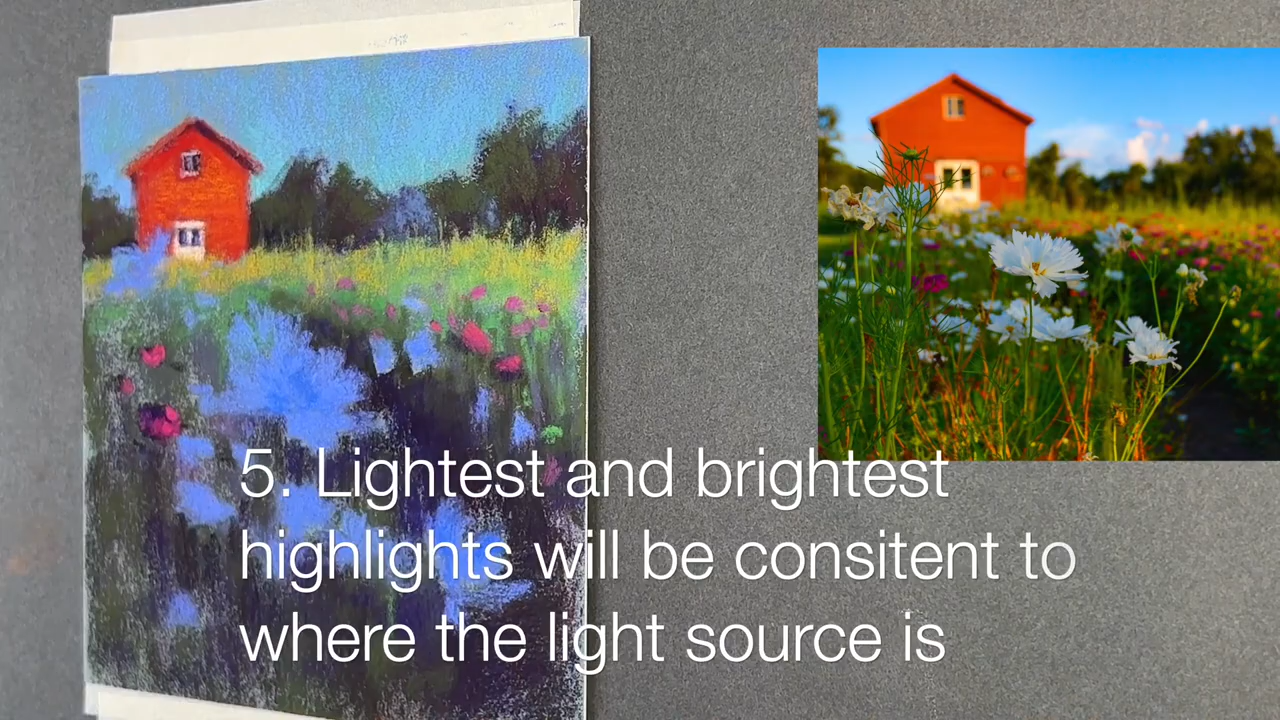 5. Lightest and brightest
highlights will be consitent to
where the light source is